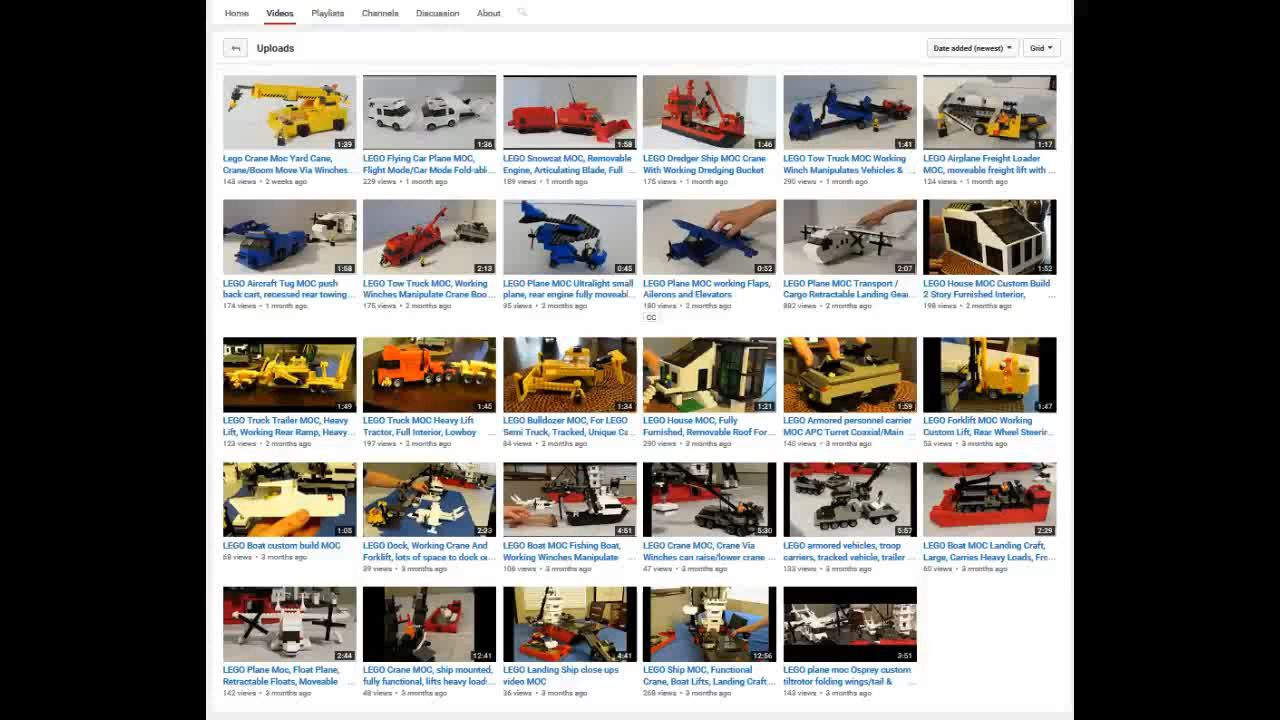 Home Videos Playlists Channels Discussion About
Uploads
Date added (newest) Grid
1:39 1:36 1:58 1:46 1:41 1:17
Lego Crane Moc Yard Cane, LEGO Flying Car Plane MOC, LEGO Snowcat MOC, Removable LEGO Dredger Ship MOC Crane LEGO Tow Truck MOC Working LEGO Airplane Freight Loader
Crane/Boom Move Via Winches... Flight Mode/Car Mode Fold-abl... Engine, Articulating Blade, Full ... With Working Dredging Bucket Winch Manipulates Vehicles & ... MOC, moveable freight lift with ...
143 views • 2 weeks ago 229 views • 1 month ago 189 views • 1 month ago 175 views • 1 month ago 290 views • 1 month ago 134 views • 1 month ago
1:58 2:13 0:45 0:52 2:07 1:52
LEGO Aircraft Tug MOC push LEGO Tow Truck MOC, Working LEGO Plane MOC Ultralight small LEGO Plane MOC working Flaps, LEGO Plane MOC Transport / LEGO House MOC Custom Build
back cart, recessed rear towing... Winches Manipulate Crane Boo... plane, rear engine fully moveabl... Ailerons and Elevators Cargo Retractable Landing Gear... 2 Story Furnished Interior, ...
174 views • 1 month ago 175 views • 2 months ago 95 views • 2 months ago 180 views • 2 months ago 882 views • 2 months ago 198 views • 2 months ago
CC
1:49 1:45 1:34 1:21 1:59 1:47
LEGO Truck Trailer MOC, Heavy LEGO Truck MOC Heavy Lift LEGO Bulldozer MOC, For LEGO LEGO House MOC, Fully LEGO Armored personnel carrier LEGO Forklift MOC Working
Lift, Working Rear Ramp, Heavy... Tractor, Full Interior, Lowboy ... Semi Truck, Tracked, Unique Ca... Furnished, Removable Roof For... MOC APC Turret Coaxial/Main ... Custom Lift, Rear Wheel Steerin...
123 views • 2 months ago 197 views • 2 months ago 84 views • 2 months ago 290 views • 3 months ago 140 views • 3 months ago 53 views • 3 months ago
1:05 2:33 4:51 5:30 5:57 2:29
LEGO Boat custom build MOC LEGO Dock, Working Crane And LEGO Boat MOC Fishing Boat, LEGO Crane MOC, Crane Via LEGO armored vehicles, troop LEGO Boat MOC Landing Craft,
Forklift, lots of space to dock o... Working Winches Manipulate Winches can raise/lower crane ... carriers, tracked vehicle, trailer ... Large, Carries Heavy Loads, Fro...
68 views • 3 months ago 39 views • 3 months ago 108 views • 3 months ago 47 views • 3 months ago 133 views • 3 months ago 60 views • 3 months ago
2:44 12:41 4:41 12:56 3:51
LEGO Plane Moc, Float Plane, LEGO Crane MOC, ship mounted, LEGO Landing Ship close ups LEGO Ship MOC, Functional LEGO plane moc Osprey custom
Retractable Floats, Moveable ... fully functional, lifts heavy load... video MOC Crane, Boat Lifts, Landing Craft... tiltrotor folding wings/tail & ...
142 views • 3 months ago 48 views • 3 months ago 36 views • 3 months ago 268 views • 3 months ago 143 views • 3 months ago